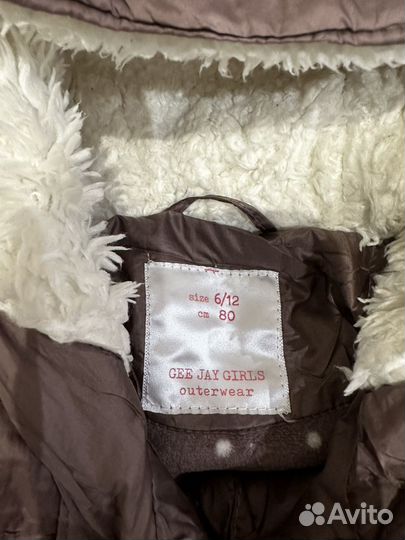 size 6/12
cm 80
GEE JAY GIRLS
outerwear
Avito